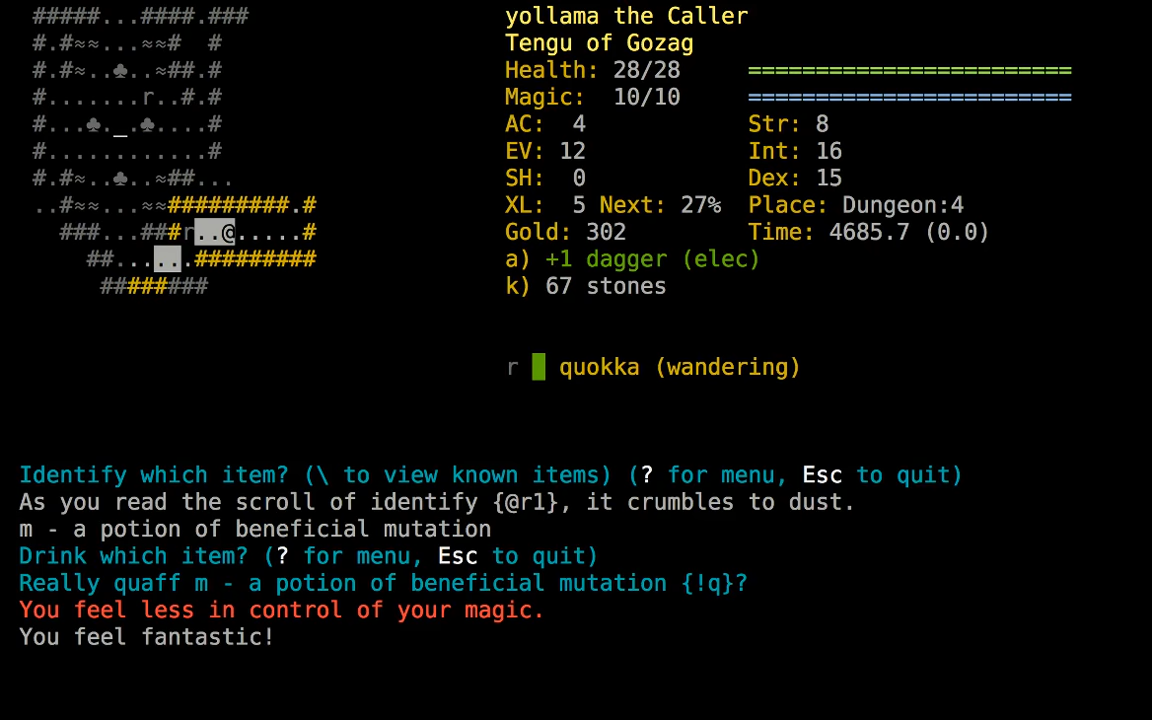 #####...####.### yollama the Caller
#.#≈≈...≈≈# # Tengu of Gozag
#.#≈..♣..≈##.# Health: 28/28 ========================
#.......r..#.# Magic: 10/10 ========================
#...♣._.♣....# AC: 4 Str: 8
#............# EV: 12 Int: 16
#.#≈..♣..≈##... SH: 0 Dex: 15
..#≈≈...≈≈#########.# XL: 5 Next: 27% Place: Dungeon:4
###...###r..@.....# Gold: 302 Time: 4685.7 (0.0)
##......######### a) +1 dagger (elec)
######## k) 67 stones
r quokka (wandering)
Identify which item? (\ to view known items) (? for menu, Esc to quit)
As you read the scroll of identify {@r1}, it crumbles to dust.
m - a potion of beneficial mutation
Drink which item? (? for menu, Esc to quit)
Really quaff m - a potion of beneficial mutation {!q}?
You feel less in control of your magic.
You feel fantastic!